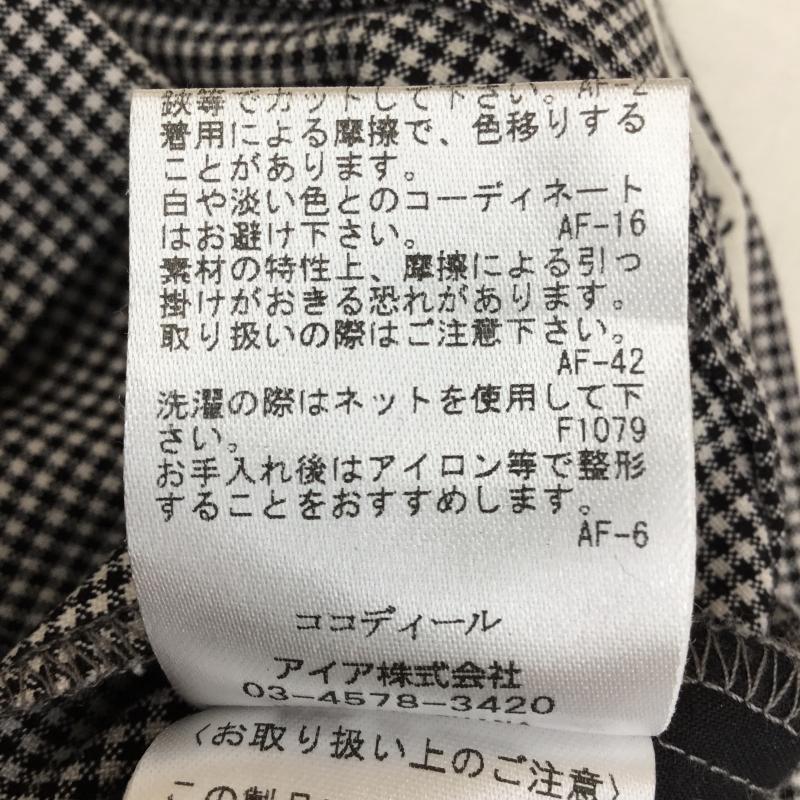 鋏等でカットして下さい。AF-2
着用による摩擦で、色移りする
ことがあります。
白や淡い色とのコーディネート
はお避け下さい。 AF-16
素材の特性上、摩擦による引っ
掛けがおきる恐れがあります。
取り扱いの際はご注意下さい。
AF-42
洗濯の際はネットを使用して下
さい。 F1079
お手入れ後はアイロン等で整形
することをおすすめします。
AF-6
ココディール
アイア株式会社
03-4578-3420
〈お取り扱い上のご注意〉
この製品